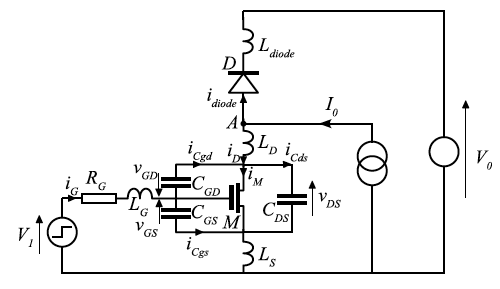 L_diode
D
i_diode
I_0
A
V_0
L_D
i_D
i_Cgd
i_Cds
i_M
v_GD
C_GD
i_G
R_G
L_G
C_GS
M
C_DS
v_DS
v_GS
V_1
i_Cgs
L_S